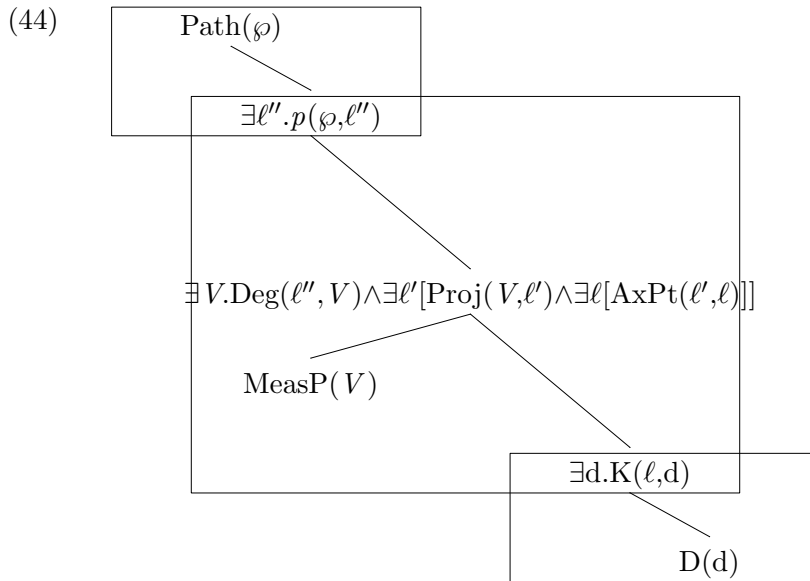 (44)
Path(℘)
∃ℓ″.p(℘,ℓ″)
∃V.Deg(ℓ″,V)∧∃ℓ′[Proj(V,ℓ′)∧∃ℓ[AxPt(ℓ′,ℓ)]]
MeasP(V)
∃d.K(ℓ,d)
D(d)